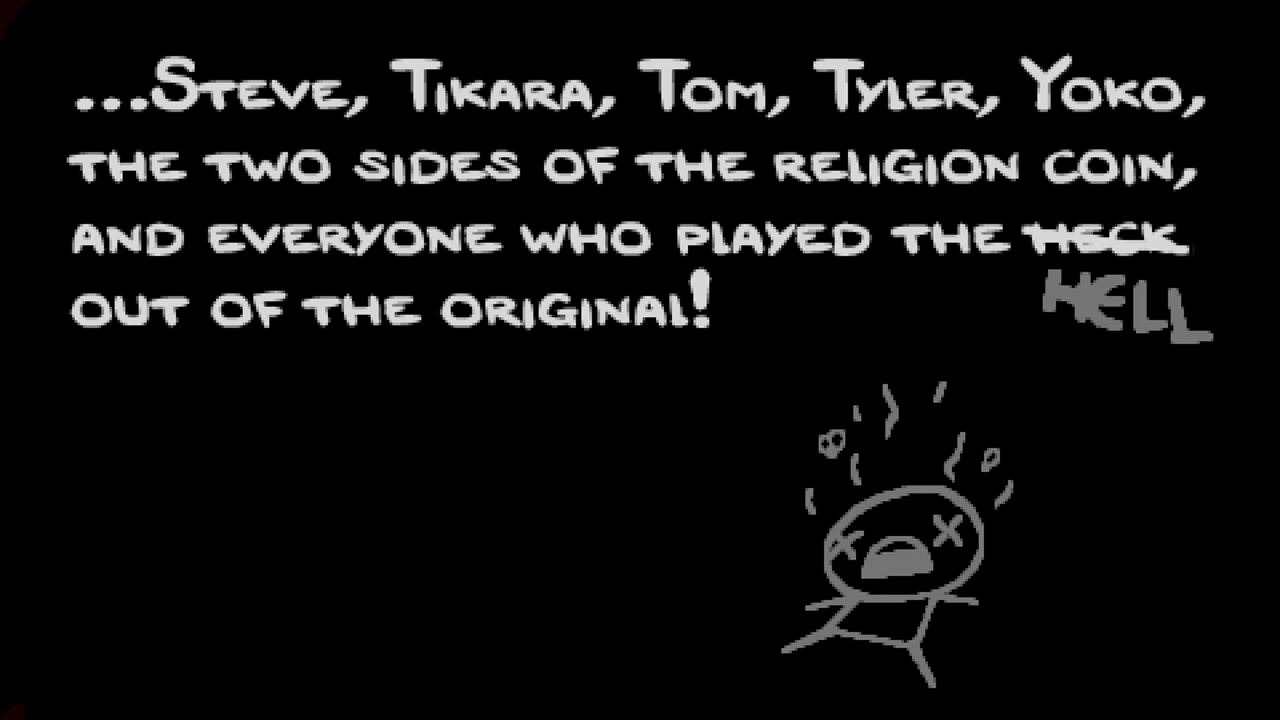 ...Steve, Tikara, Tom, Tyler, Yoko,
the two sides of the religion coin,
and everyone who played the heck
HELL
out of the original!